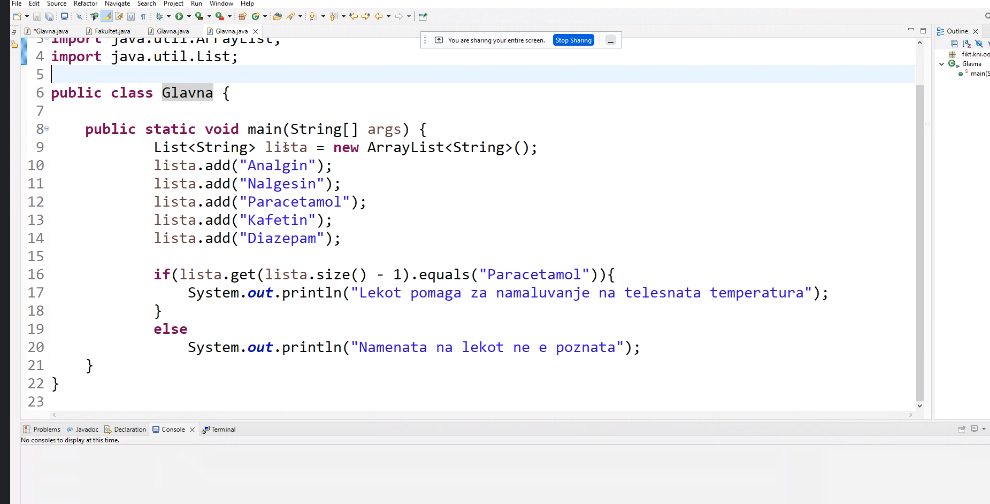 File Edit Source Refactor Navigate Search Project Run Window Help
*Glavna.java Fakultet.java Glavna.java Glavna.java
You are sharing your entire screen. Stop Sharing
Outline
3 import java.util.ArrayList;
4 import java.util.List;
5
6 public class Glavna {
7
8 public static void main(String[] args) {
9 List<String> lista = new ArrayList<String>();
10 lista.add("Analgin");
11 lista.add("Nalgesin");
12 lista.add("Paracetamol");
13 lista.add("Kafetin");
14 lista.add("Diazepam");
15
16 if(lista.get(lista.size() - 1).equals("Paracetamol")){
17 System.out.println("Lekot pomaga za namaluvanje na telesnata temperatura");
18 }
19 else
20 System.out.println("Namenata na lekot ne e poznata");
21 }
22 }
23
fikt.kni.oo
Glavna
main(S
Problems Javadoc Declaration Console Terminal
No consoles to display at this time.